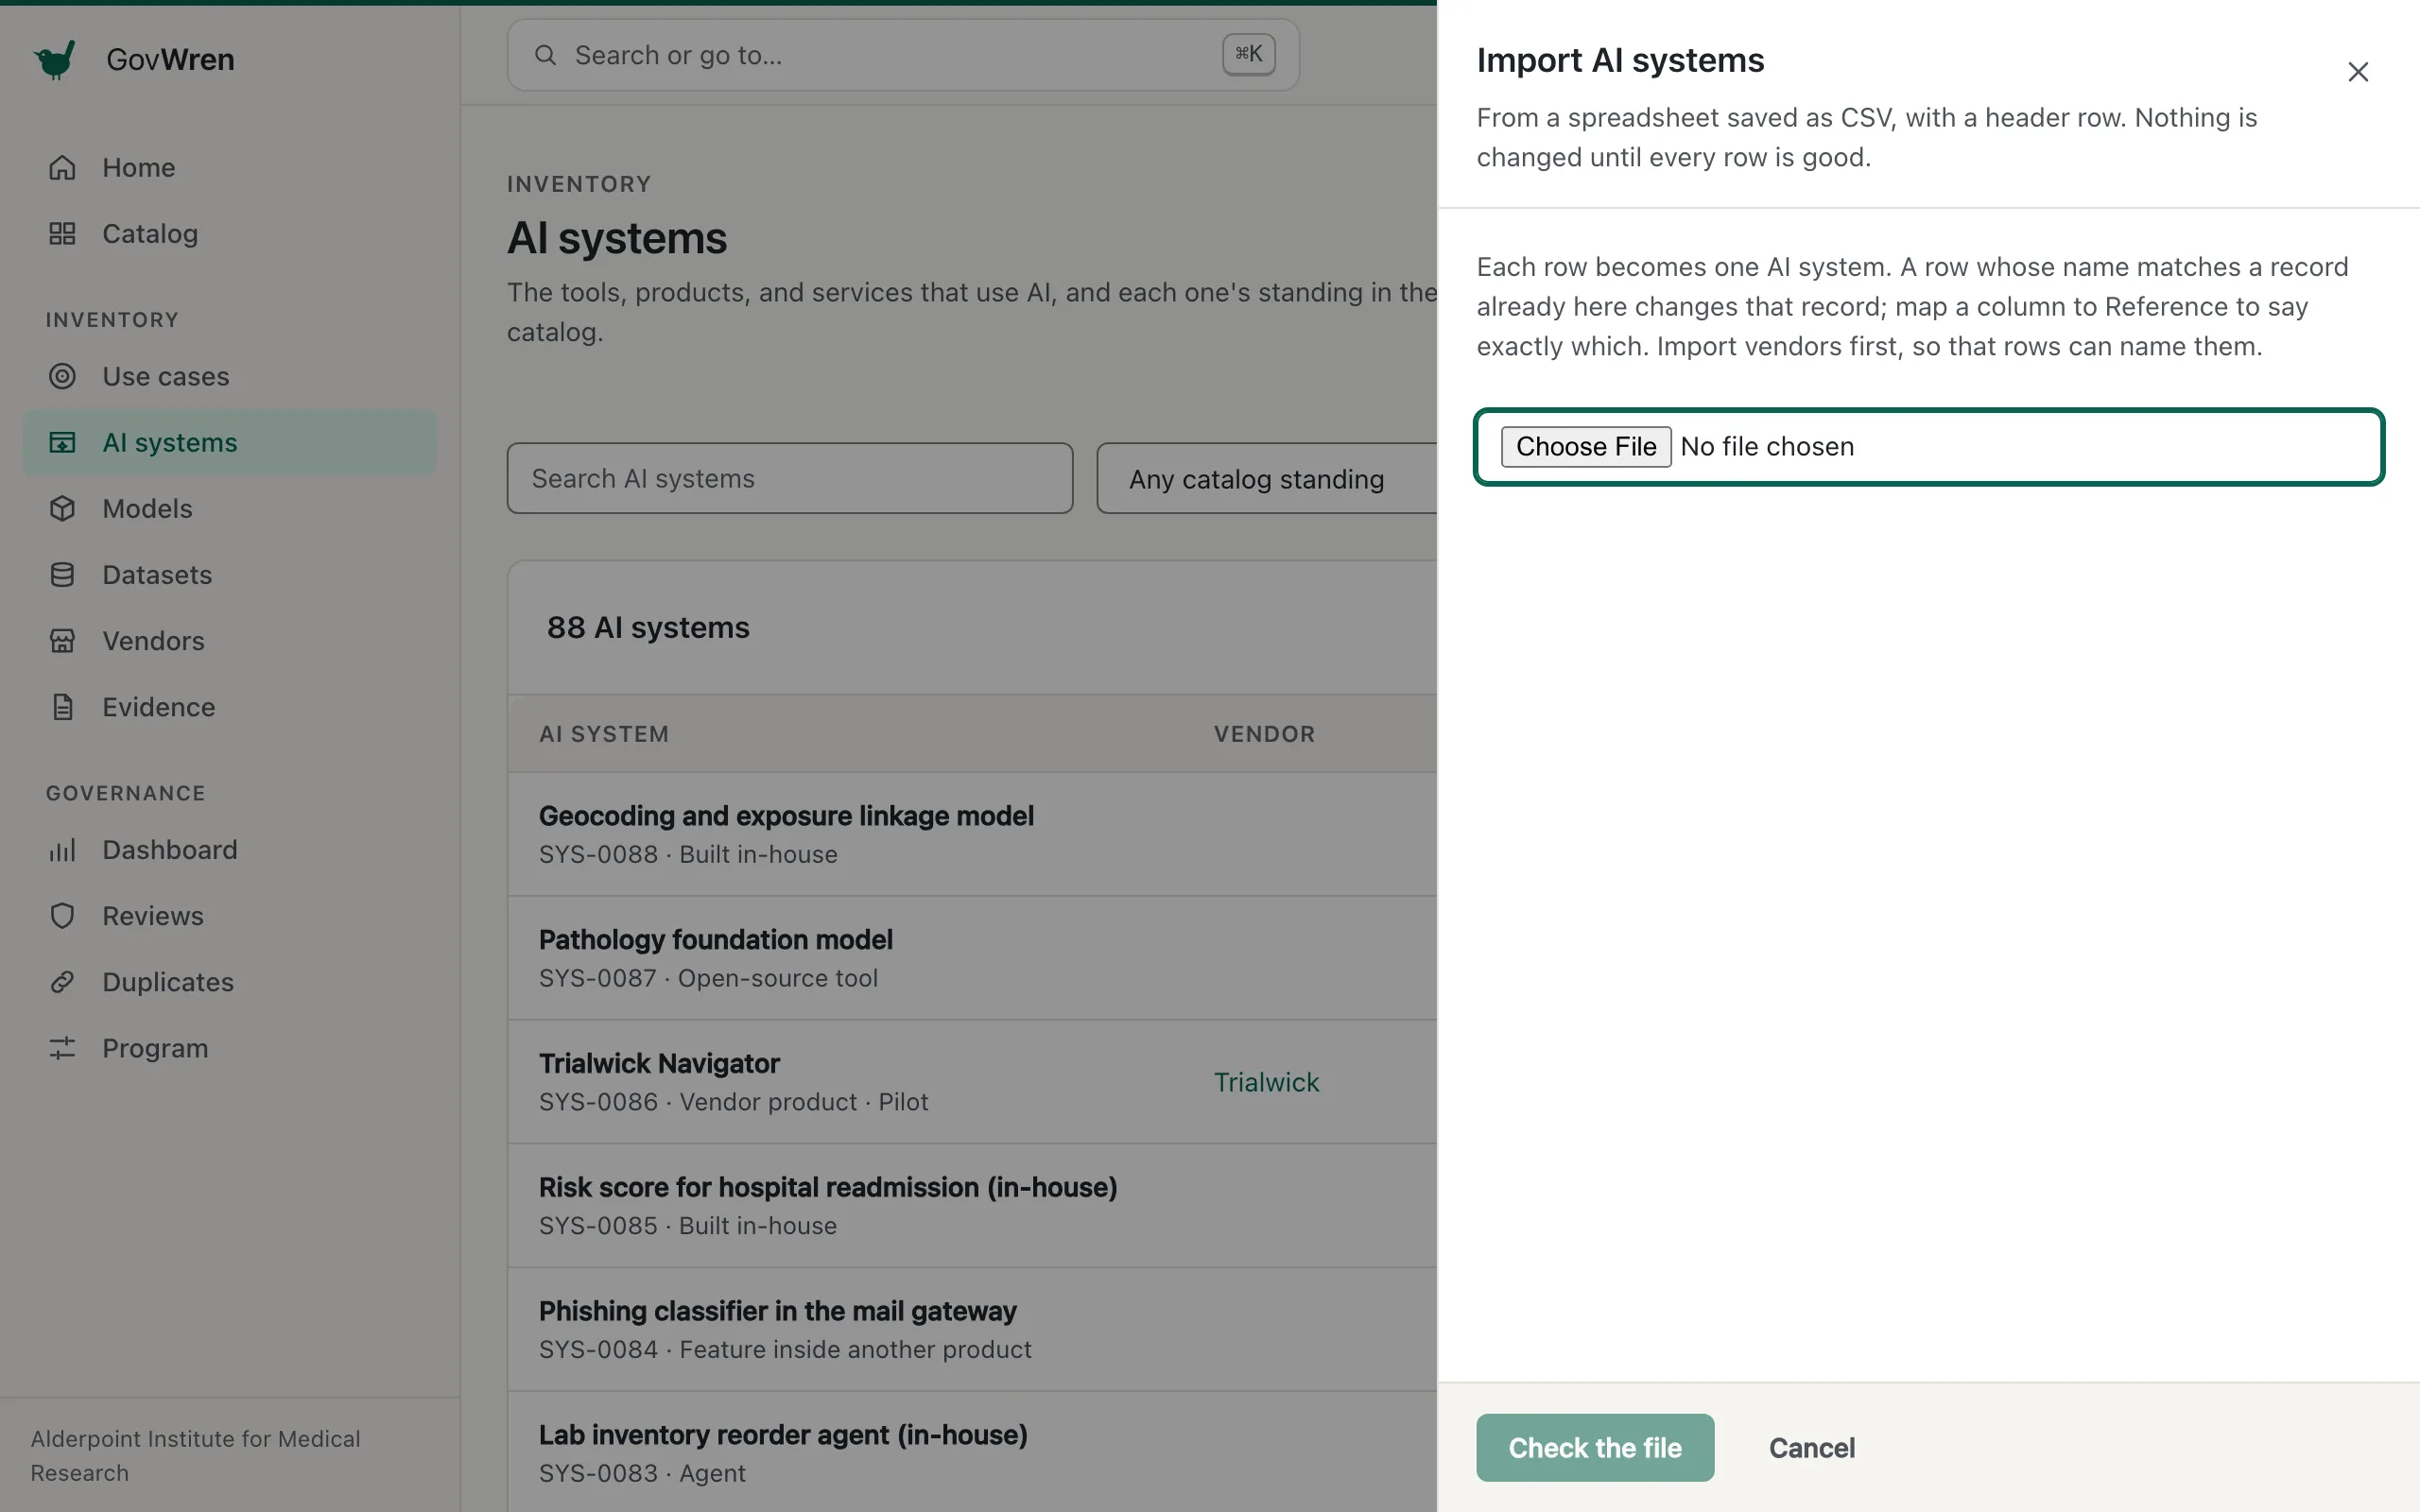 GovWren
Home
Catalog
INVENTORY
Use cases
AI systems
Models
Datasets
Vendors
Evidence
GOVERNANCE
Dashboard
Reviews
Duplicates
Program
Alderpoint Institute for Medical
Research
Search or go to...
⌘K
INVENTORY
AI systems
The tools, products, and services that use AI, and each one's standing in the
catalog.
Search AI systems
Any catalog standing
88 AI systems
AI SYSTEM VENDOR
Geocoding and exposure linkage model
SYS-0088 · Built in-house
Pathology foundation model
SYS-0087 · Open-source tool
Trialwick Navigator
SYS-0086 · Vendor product · Pilot
Trialwick
Risk score for hospital readmission (in-house)
SYS-0085 · Built in-house
Phishing classifier in the mail gateway
SYS-0084 · Feature inside another product
Lab inventory reorder agent (in-house)
SYS-0083 · Agent
Import AI systems
From a spreadsheet saved as CSV, with a header row. Nothing is
changed until every row is good.
Each row becomes one AI system. A row whose name matches a record
already here changes that record; map a column to Reference to say
exactly which. Import vendors first, so that rows can name them.
Choose File No file chosen
Check the file
Cancel